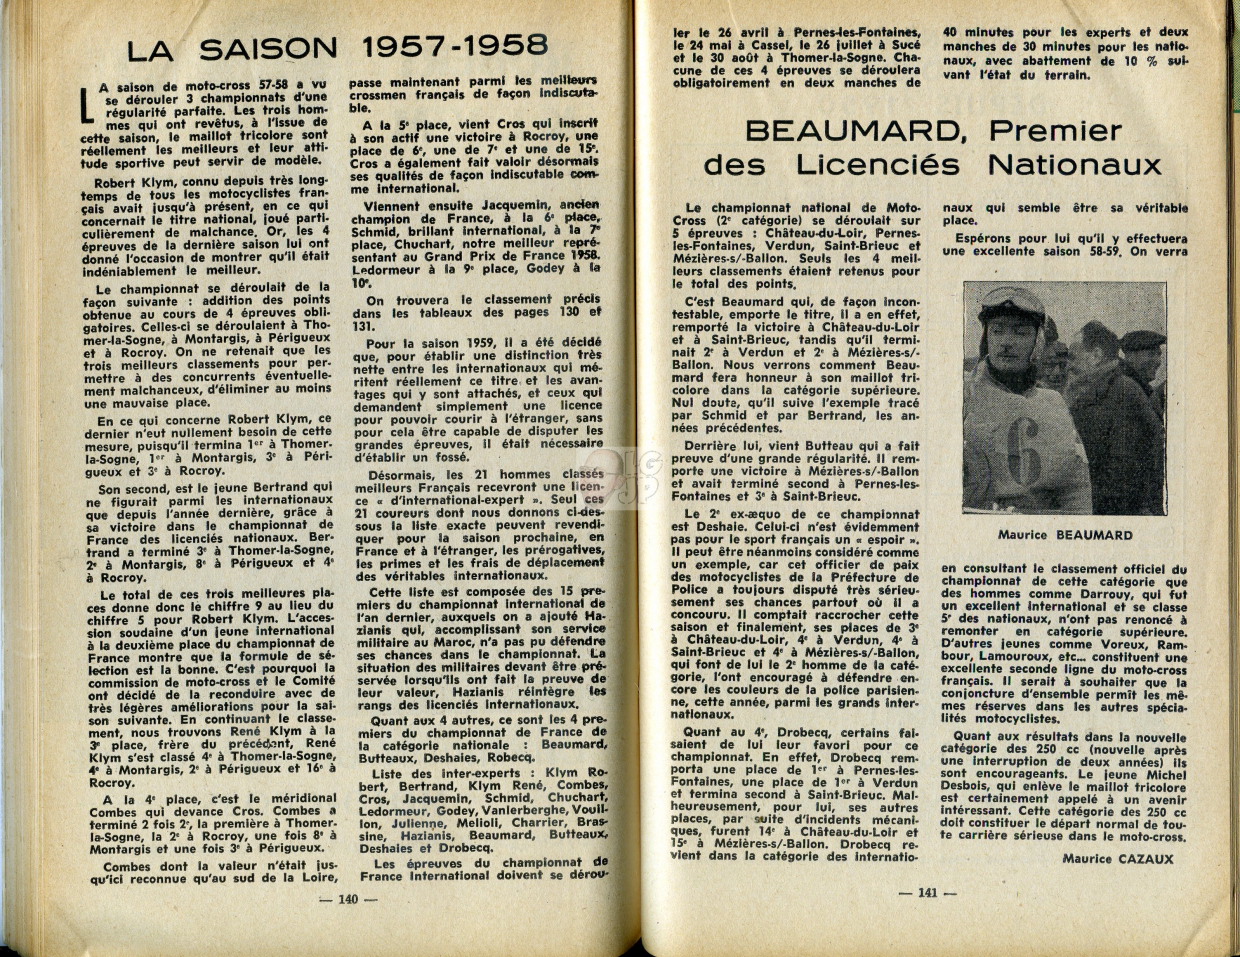 LA SAISON 1957-1958
LA saison de moto-cross 57-58 a vu
se dérouler 3 championnats d'une
régularité parfaite. Les trois hom-
mes qui ont revêtus, à l'issue de
cette saison, le maillot tricolore sont
réellement les meilleurs et leur atti-
tude sportive peut servir de modèle.
Robert Klym, connu depuis très long-
temps de tous les motocyclistes fran-
çais avait jusqu'à présent, en ce qui
concernait le titre national, joué parti-
culièrement de malchance. Or, les 4
épreuves de la dernière saison lui ont
donné l'occasion de montrer qu'il était
indéniablement le meilleur.
Le championnat se déroulait de la
façon suivante : addition des points
obtenue au cours de 4 épreuves obli-
gatoires. Celles-ci se déroulaient à Tho-
mer-la-Sogne, à Montargis, à Périgueux
et à Rocroy. On ne retenait que les
trois meilleurs classements pour per-
mettre à des concurrents éventuelle-
ment malchanceux, d'éliminer au moins
une mauvaise place.
En ce qui concerne Robert Klym, ce
dernier n'eut nullement besoin de cette
mesure, puisqu'il termina 1er à Thomer-
la-Sogne, 1er à Montargis, 3e à Péri-
gueux et 3e à Rocroy.
Son second, est le jeune Bertrand qui
ne figurait parmi les internationaux
que depuis l'année dernière, grâce à
sa victoire dans le championnat de
France des licenciés nationaux. Ber-
trand a terminé 3e à Thomer-la-Sogne,
2e à Montargis, 8e à Périgueux et 4e
à Rocroy.
Le total de ces trois meilleures pla-
ces donne donc le chiffre 9 au lieu du
chiffre 5 pour Robert Klym. L'acces-
sion soudaine d'un jeune international
à la deuxième place du championnat de
France montre que la formule de sé-
lection est la bonne. C'est pourquoi la
commission de moto-cross et le Comité
ont décidé de la reconduire avec de
très légères améliorations pour la sai-
son suivante. En continuant le classe-
ment, nous trouvons René Klym à la
3e place, frère du précédent, René
Klym s'est classé 4e à Thomer-la-Sogne,
4e à Montargis, 2e à Périgueux et 16e à
Rocroy.
A la 4e place, c'est le méridional
Combes qui devance Cros. Combes a
terminé 2 fois 2e, la première à Thomer-
la-Sogne, la 2e à Rocroy, une fois 8e à
Montargis et une fois 3e à Périgueux.
Combes dont la valeur n'était jus-
qu'ici reconnue qu'au sud de la Loire,
passe maintenant parmi les meilleurs
crossmen français de façon indiscuta-
ble.
A la 5e place, vient Cros qui inscrit
à son actif une victoire à Rocroy, une
place de 6e, une de 7e et une de 15e.
Cros a également fait valoir désormais
ses qualités de façon indiscutable com-
me international.
Viennent ensuite Jacquemin, ancien
champion de France, à la 6e place,
Schmid, brillant international, à la 7e
place, Chuchart, notre meilleur repré-
sentant au Grand Prix de France 1958.
Ledormeur à la 9e place, Godey à la
10e.
On trouvera le classement précis
dans les tableaux des pages 130 et
131.
Pour la saison 1959, il a été décidé
que, pour établir une distinction très
nette entre les internationaux qui mé-
ritent réellement ce titre et les avan-
tages qui y sont attachés, et ceux qui
demandent simplement une licence
pour pouvoir courir à l'étranger, sans
pour cela être capable de disputer les
grandes épreuves, il était nécessaire
d'établir un fossé.
Désormais, les 21 hommes classés
meilleurs Français recevront une licen-
ce « d'international-expert ». Seul ces
21 coureurs dont nous donnons ci-des-
sous la liste exacte peuvent revendi-
quer pour la saison prochaine, en
France et à l'étranger, les prérogatives,
les primes et les frais de déplacement
des véritables internationaux.
Cette liste est composée des 15 pre-
miers du championnat international de
l'an dernier, auxquels on a ajouté Ha-
zianis qui, accomplissant son service
militaire au Maroc, n'a pas pu défendre
ses chances dans le championnat. La
situation des militaires devant être pré-
servée lorsqu'ils ont fait la preuve de
leur valeur, Hazianis réintègre les
rangs des licenciés internationaux.
Quant aux 4 autres, ce sont les 4 pre-
miers du championnat de France de
la catégorie nationale : Beaumard,
Butteaux, Deshaies, Robecq.
Liste des inter-experts : Klym Ro-
bert, Bertrand, Klym René, Combes,
Cros, Jacquemin, Schmid, Chuchart,
Ledormeur, Godey, Vanlerberghe, Vouil-
lon, Julienne, Melioli, Charrier, Bras-
sine, Hazianis, Beaumard, Butteaux,
Deshaies et Drobecq.
Les épreuves du championnat de
France International doivent se dérou-
— 140 —
ler le 26 avril à Pernes-les-Fontaines,
le 24 mai à Cassel, le 26 juillet à Sucé
et le 30 août à Thomer-la-Sogne. Cha-
cune de ces 4 épreuves se déroulera
obligatoirement en deux manches de
40 minutes pour les experts et deux
manches de 30 minutes pour les natio-
naux, avec abattement de 10 % sui-
vant l'état du terrain.
BEAUMARD, Premier
des Licenciés Nationaux
Le championnat national de Moto-
Cross (2e catégorie) se déroulait sur
5 épreuves : Château-du-Loir, Pernes-
les-Fontaines, Verdun, Saint-Brieuc et
Mézières-s/-Ballon. Seuls les 4 meil-
leurs classements étaient retenus pour
le total des points.
C'est Beaumard qui, de façon incon-
testable, emporte le titre, il a en effet,
remporté la victoire à Château-du-Loir
et à Saint-Brieuc, tandis qu'il termi-
nait 2e à Verdun et 2e à Mézières-s/-
Ballon. Nous verrons comment Beau-
mard fera honneur à son maillot tri-
colore dans la catégorie supérieure.
Nul doute, qu'il suive l'exemple tracé
par Schmid et par Bertrand, les an-
nées précédentes.
Derrière lui, vient Butteau qui a fait
preuve d'une grande régularité. Il rem-
porte une victoire à Mézières-s/-Ballon
et avait terminé second à Pernes-les-
Fontaines et 3e à Saint-Brieuc.
Le 2e ex-æquo de ce championnat
est Deshaie. Celui-ci n'est évidemment
pas pour le sport français un « espoir ».
Il peut être néanmoins considéré comme
un exemple, car cet officier de paix
des motocyclistes de la Préfecture de
Police a toujours disputé très sérieu-
sement ses chances partout où il a
concouru. Il comptait raccrocher cette
saison et finalement, ses places de 3e
à Château-du-Loir, 4e à Verdun, 4e à
Saint-Brieuc et 4e à Mézières-s/-Ballon,
qui font de lui le 2e homme de la caté-
gorie, l'ont encouragé à défendre en-
core les couleurs de la police parisien-
ne, cette année, parmi les grands inter-
nationaux.
Quant au 4e, Drobecq, certains fai-
saient de lui leur favori pour ce
championnat. En effet, Drobecq rem-
porta une place de 1er à Pernes-les-
Fontaines, une place de 1er à Verdun
et termina second à Saint-Brieuc. Mal-
heureusement, pour lui, ses autres
places, par suite d'incidents mécani-
ques, furent 14e à Château-du-Loir et
15e à Mézières-s/-Ballon. Drobecq re-
vient dans la catégorie des internatio-
naux qui semble être sa véritable
place.
Espérons pour lui qu'il y effectuera
une excellente saison 58-59. On verra
6
Maurice BEAUMARD
en consultant le classement officiel du
championnat de cette catégorie que
des hommes comme Darrouy, qui fut
un excellent international et se classe
5e des nationaux, n'ont pas renoncé à
remonter en catégorie supérieure.
D'autres jeunes comme Voreux, Ram-
bour, Lamouroux, etc... constituent une
excellente seconde ligne du moto-cross
français. Il serait à souhaiter que la
conjoncture d'ensemble permît les mê-
mes réserves dans les autres spécia-
lités motocyclistes.
Quant aux résultats dans la nouvelle
catégorie des 250 cc (nouvelle après
une interruption de deux années) ils
sont encourageants. Le jeune Michel
Desbois, qui enlève le maillot tricolore
est certainement appelé à un avenir
intéressant. Cette catégorie des 250 cc
doit constituer le départ normal de tou-
te carrière sérieuse dans le moto-cross.
Maurice CAZAUX
— 141 —